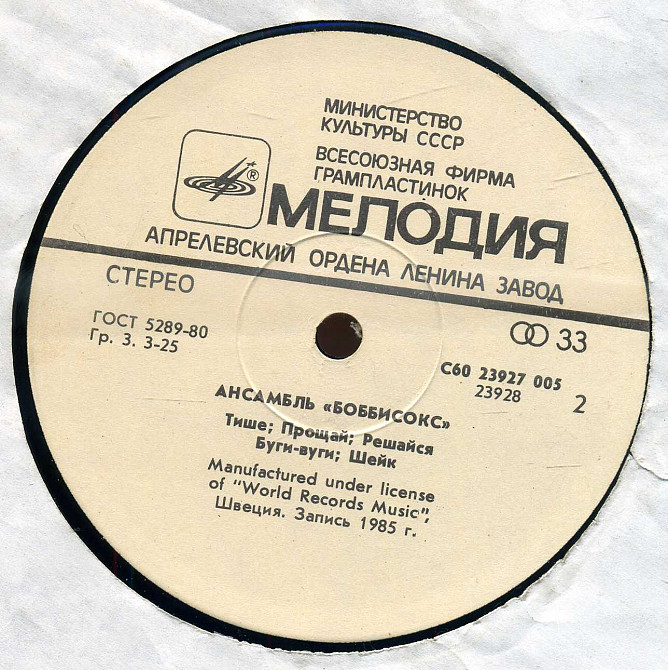 МИНИСТЕРСТВО
КУЛЬТУРЫ СССР
ВСЕСОЮЗНАЯ ФИРМА
ГРАМПЛАСТИНОК
®
МЕЛОДИЯ
АПРЕЛЕВСКИЙ ОРДЕНА ЛЕНИНА ЗАВОД
СТЕРЕО
33
ГОСТ 5289-80
Гр. 3. 3-25
С60 23927 005
23928
2
АНСАМБЛЬ «БОББИСОКС»
Тише; Прощай; Решайся
Буги-вуги; Шейк
Manufactured under license
of "World Records Music",
Швеция. Запись 1985 г.